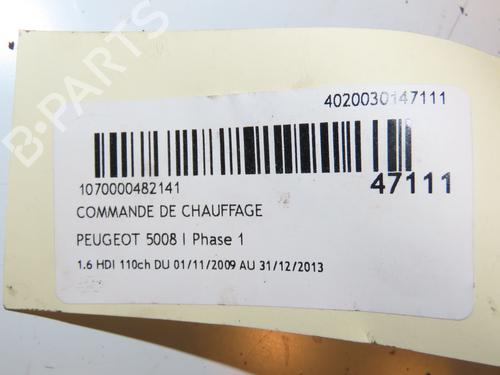 B-PARTS
4020030147111
1070000482141
47111
COMMANDE DE CHAUFFAGE
PEUGEOT 5008 I Phase 1
1.6 HDI 110ch DU 01/11/2009 AU 31/12/2013